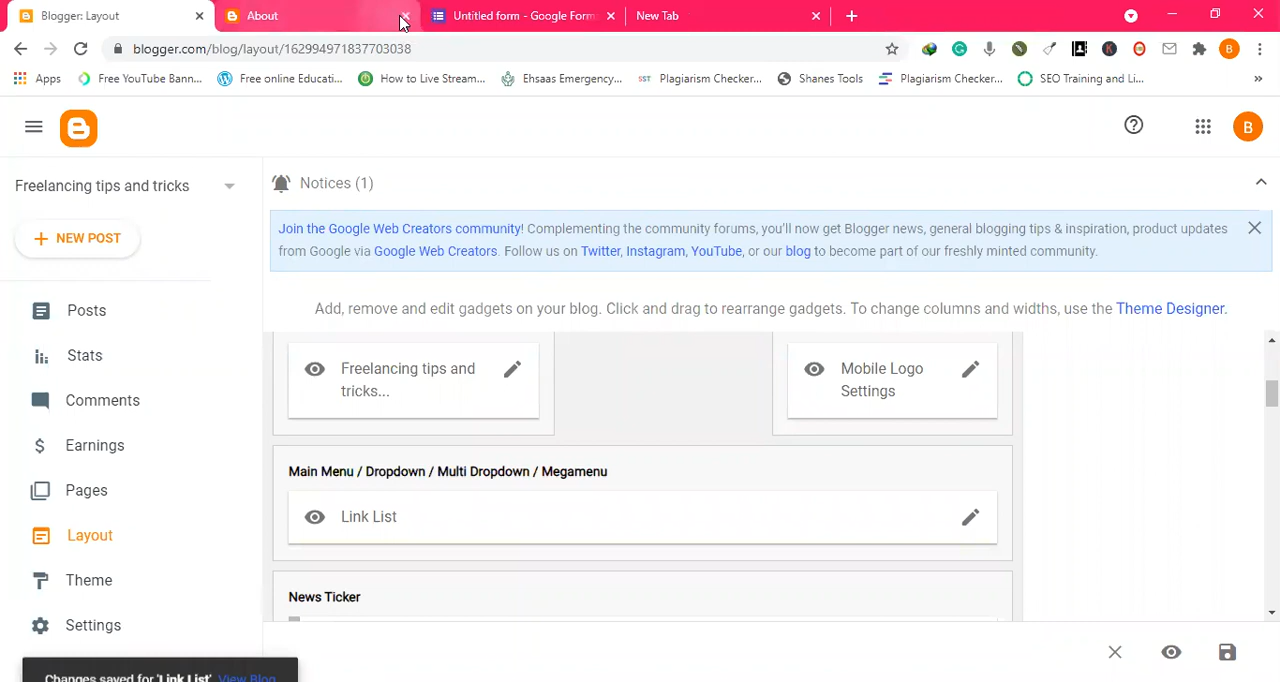 Blogger: Layout
About
Untitled form - Google Form
New Tab
blogger.com/blog/layout/162994971837703038
Apps
Free YouTube Bann...
Free online Educati...
How to Live Stream...
Ehsaas Emergency,...
SST
Plagiarism Checker...
Shanes Tools
Plagiarism Checker...
SEO Training and Li...
»
B
Freelancing tips and tricks
NEW POST
Posts
Stats
Comments
Earnings
Pages
Layout
Theme
Settings
Notices (1)
Join the Google Web Creators community! Complementing the community forums, you'll now get Blogger news, general blogging tips & inspiration, product updates
from Google via Google Web Creators. Follow us on Twitter, Instagram, YouTube, or our blog to become part of our freshly minted community.
Add, remove and edit gadgets on your blog. Click and drag to rearrange gadgets. To change columns and widths, use the Theme Designer.
Freelancing tips and
tricks...
Mobile Logo
Settings
Main Menu / Dropdown / Multi Dropdown / Megamenu
Link List
News Ticker
Changes saved for 'Link List'. View Blog